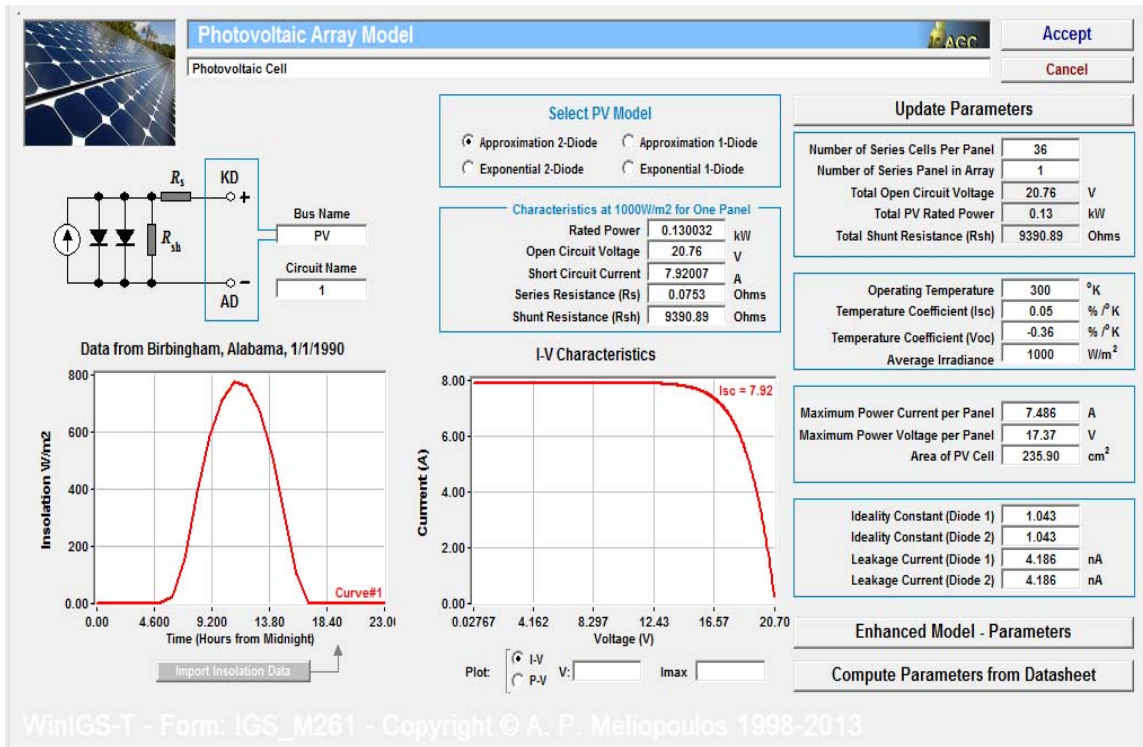 Photovoltaic Array Model
AGC
Accept
Photovoltaic Cell
Cancel
Select PV Model
Approximation 2-Diode
Approximation 1-Diode
Exponential 2-Diode
Exponential 1-Diode
Update Parameters
Number of Series Cells Per Panel 36
Number of Series Panel in Array 1
Total Open Circuit Voltage 20.76 V
Total PV Rated Power 0.13 kW
Total Shunt Resistance (Rsh) 9390.89 Ohms
Rs
KD
+
Rsh
−
AD
Bus Name
PV
Circuit Name
1
Characteristics at 1000W/m2 for One Panel
Rated Power 0.130032 kW
Open Circuit Voltage 20.76 V
Short Circuit Current 7.92007 A
Series Resistance (Rs) 0.0753 Ohms
Shunt Resistance (Rsh) 9390.89 Ohms
Operating Temperature 300 °K
Temperature Coefficient (Isc) 0.05 % /°K
Temperature Coefficient (Voc) -0.36 % /°K
Average Irradiance 1000 W/m2
Data from Birbingham, Alabama, 1/1/1990
800
600
400
200
0.00
Insolation W/m2
Curve#1
0.00 4.600 9.200 13.80 18.40 23.0
Time (Hours from Midnight)
Import Insolation Data
I-V Characteristics
8.00
6.00
4.00
2.00
0.00
Current (A)
Isc = 7.92
0.02767 4.162 8.297 12.43 16.57 20.70
Voltage (V)
Plot: I-V P-V V: Imax
Maximum Power Current per Panel 7.486 A
Maximum Power Voltage per Panel 17.37 V
Area of PV Cell 235.90 cm2
Ideality Constant (Diode 1) 1.043
Ideality Constant (Diode 2) 1.043
Leakage Current (Diode 1) 4.186 nA
Leakage Current (Diode 2) 4.186 nA
Enhanced Model - Parameters
Compute Parameters from Datasheet
WinIGS-T - Form: IGS_M261 - Copyright © A. P. Meliopoulos 1998-2013